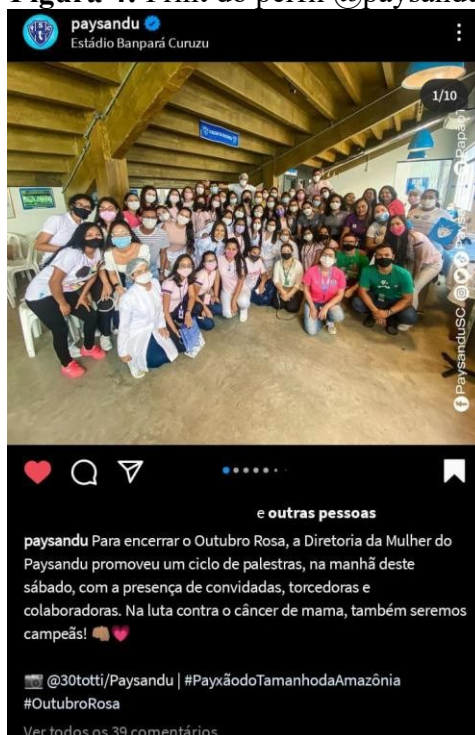 Figura 4. Print do perfil @paysandu
paysandu
Estádio Banpará Curuzu
1/10
PaysanduSC Papão
e outras pessoas
paysandu Para encerrar o Outubro Rosa, a Diretoria da Mulher do
Paysandu promoveu um ciclo de palestras, na manhã deste
sábado, com a presença de convidadas, torcedoras e
colaboradoras. Na luta contra o câncer de mama, também seremos
campeãs! 👊🏽💗
📷 @30totti/Paysandu | #PayxãodoTamanhodaAmazônia
#OutubroRosa
Ver todos os 39 comentários